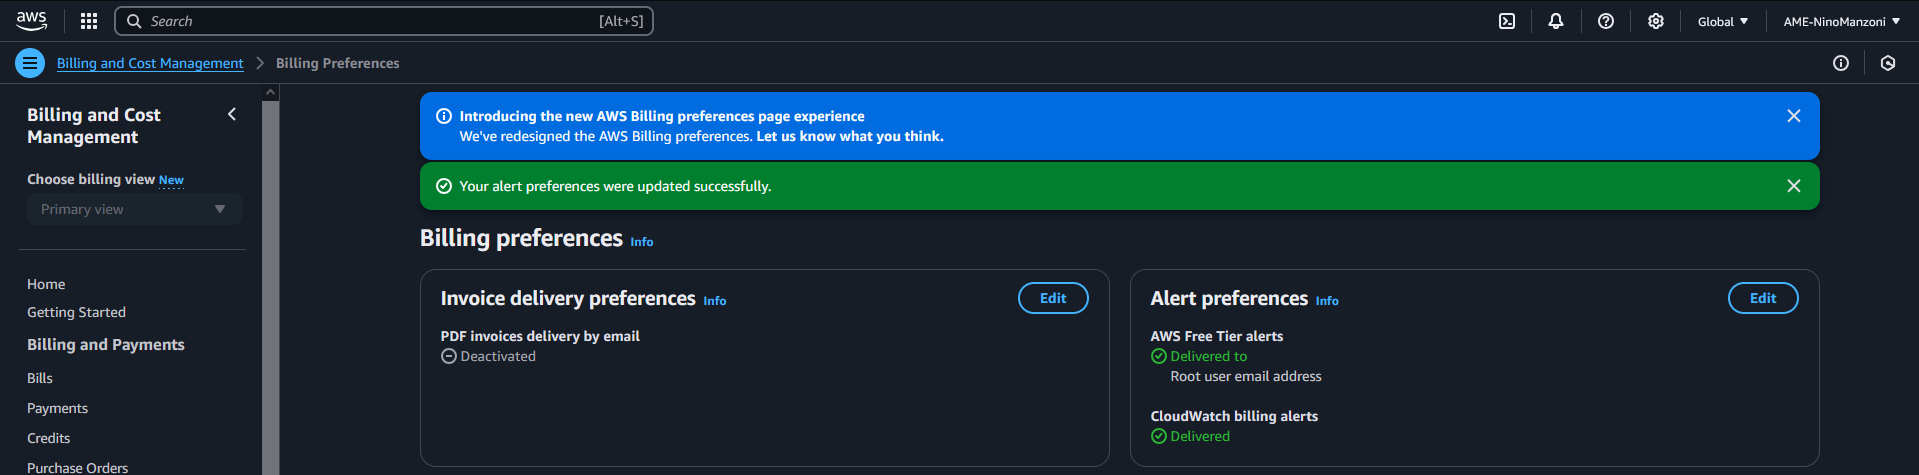 aws
Search
[Alt+S]
Global
AME-NinoManzoni
Billing and Cost Management
Billing Preferences
Billing and Cost
Management
Choose billing view New
Primary view
Home
Getting Started
Billing and Payments
Bills
Payments
Credits
Purchase Orders
Introducing the new AWS Billing preferences page experience
We've redesigned the AWS Billing preferences. Let us know what you think.
Your alert preferences were updated successfully.
Billing preferences Info
Invoice delivery preferences Info
Edit
PDF invoices delivery by email
Deactivated
Alert preferences Info
Edit
AWS Free Tier alerts
Delivered to
Root user email address
CloudWatch billing alerts
Delivered